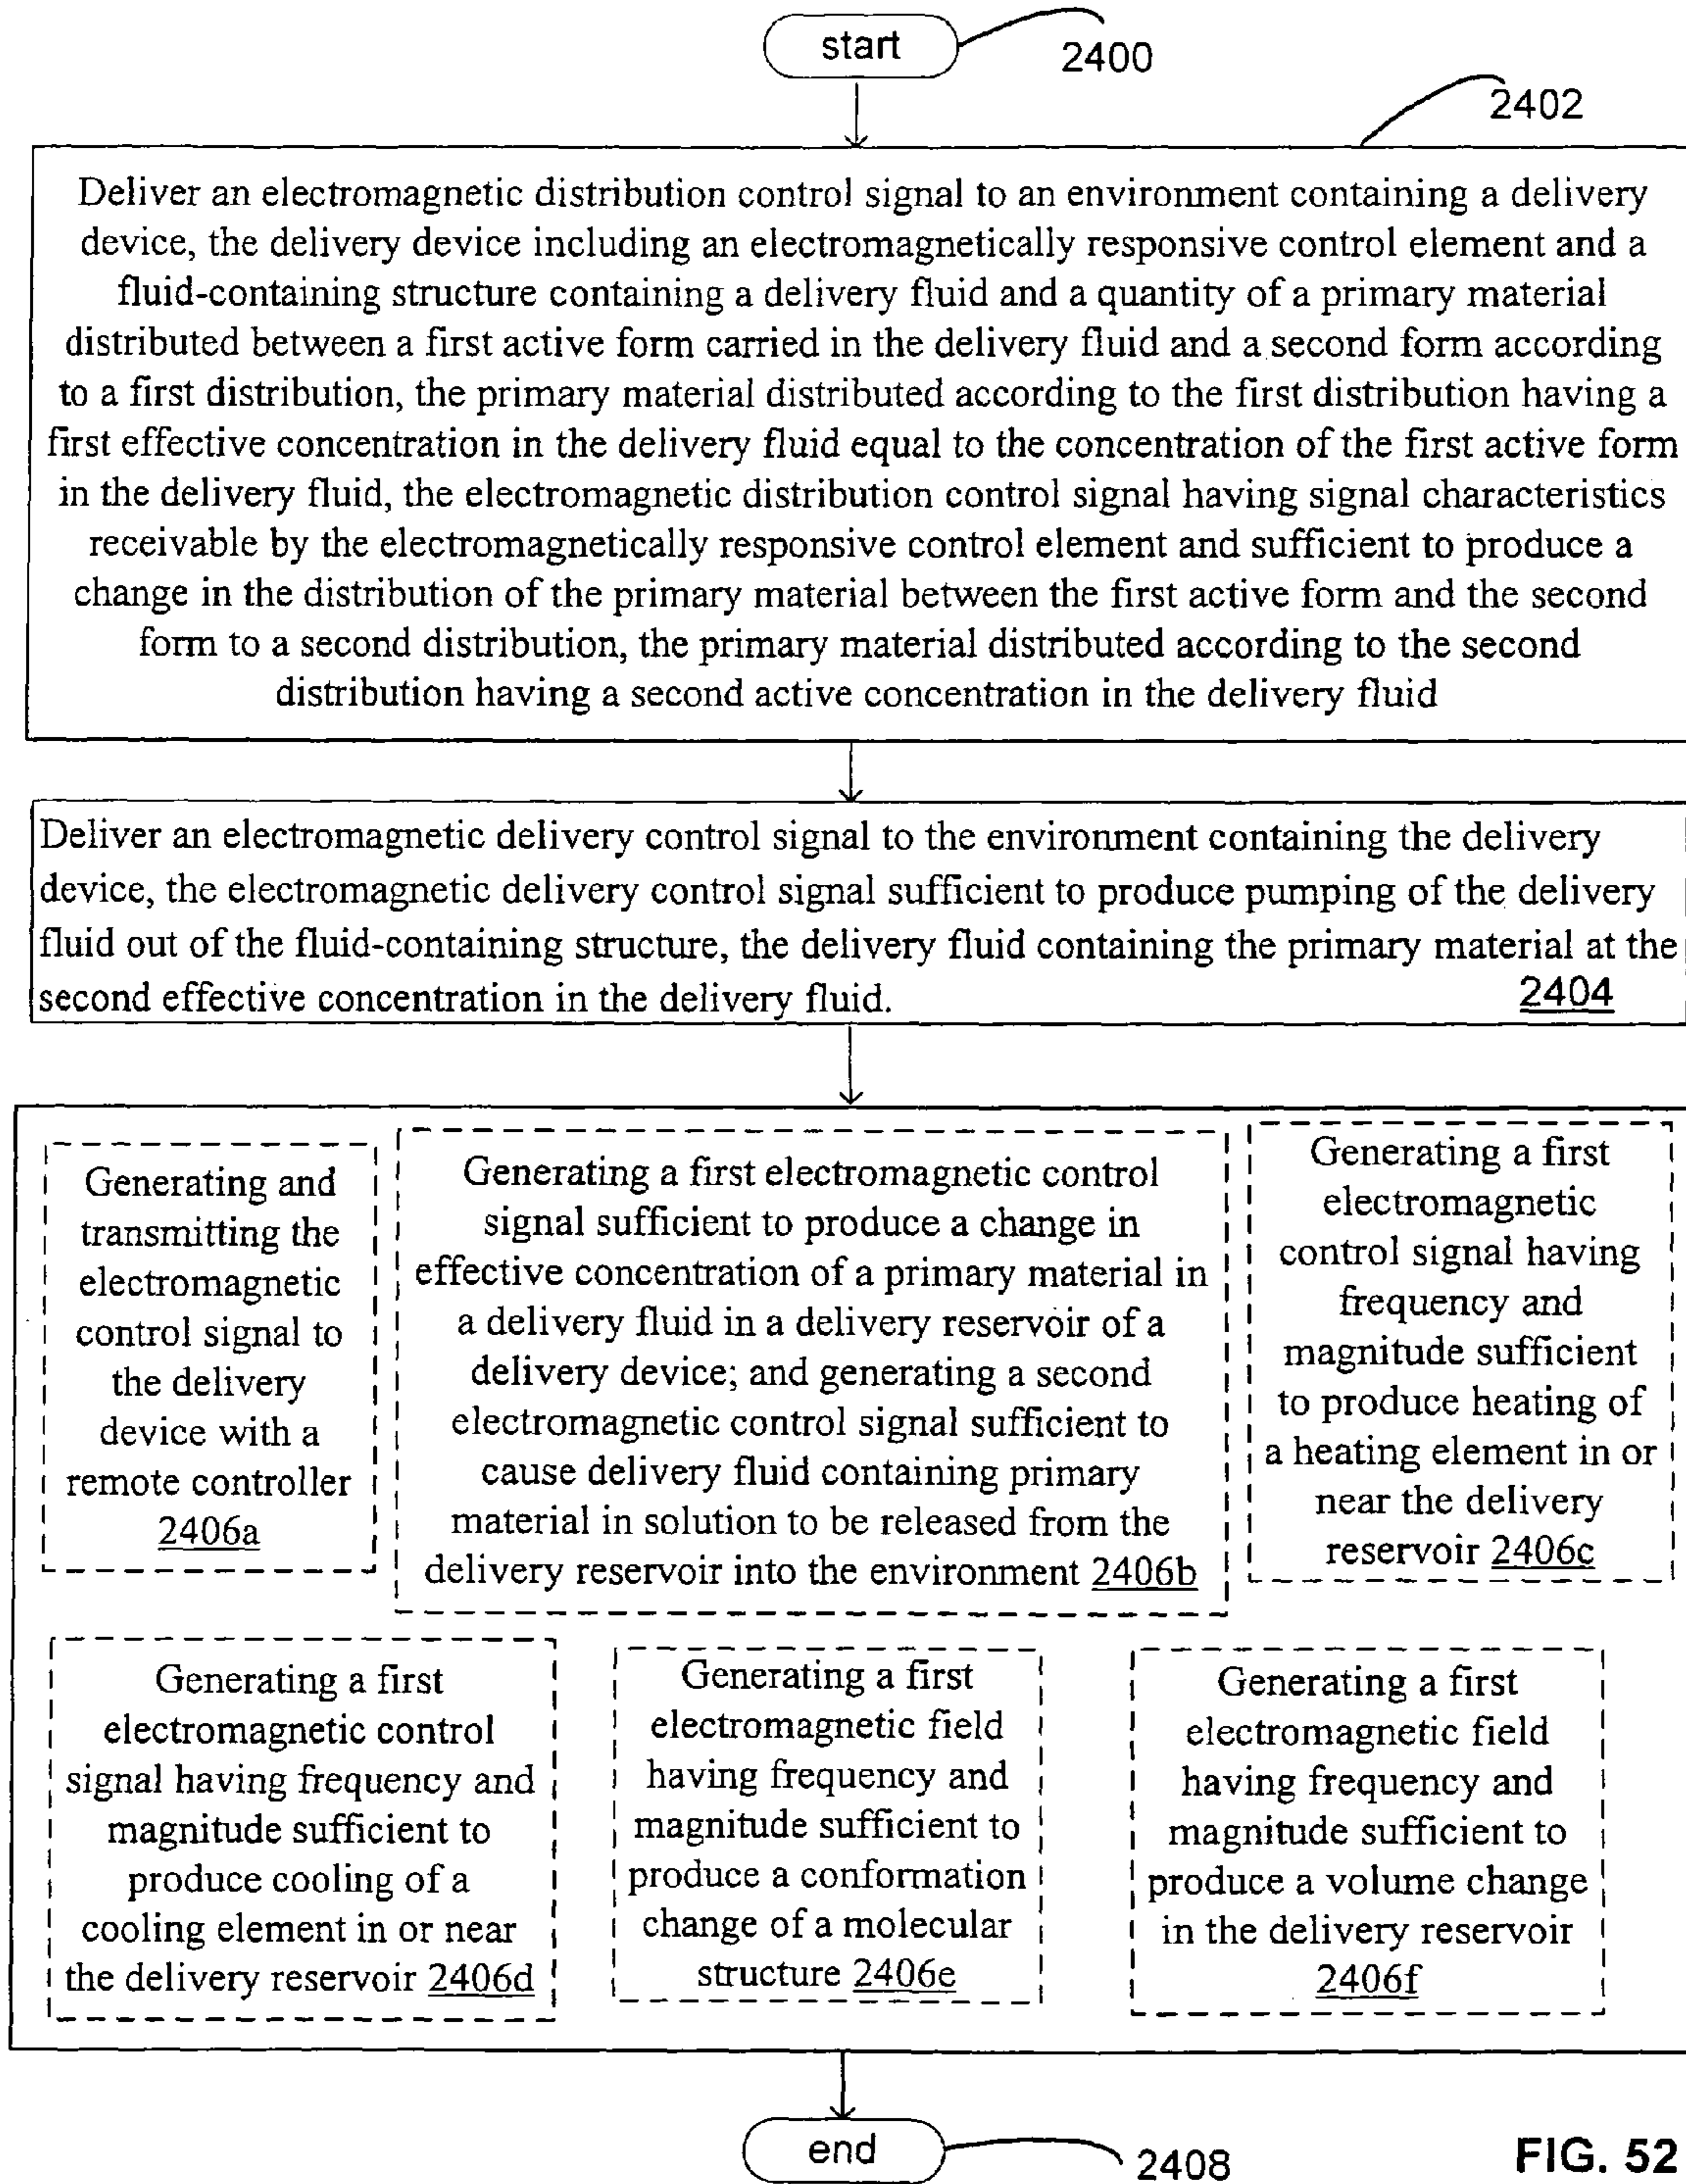 start
2400
2402
Deliver an electromagnetic distribution control signal to an environment containing a delivery
device, the delivery device including an electromagnetically responsive control element and a
fluid-containing structure containing a delivery fluid and a quantity of a primary material
distributed between a first active form carried in the delivery fluid and a second form according
to a first distribution, the primary material distributed according to the first distribution having a
first effective concentration in the delivery fluid equal to the concentration of the first active form
in the delivery fluid, the electromagnetic distribution control signal having signal characteristics
receivable by the electromagnetically responsive control element and sufficient to produce a
change in the distribution of the primary material between the first active form and the second
form to a second distribution, the primary material distributed according to the second
distribution having a second active concentration in the delivery fluid
Deliver an electromagnetic delivery control signal to the environment containing the delivery
device, the electromagnetic delivery control signal sufficient to produce pumping of the delivery
fluid out of the fluid-containing structure, the delivery fluid containing the primary material at the
second effective concentration in the delivery fluid.
2404
Generating and
transmitting the
electromagnetic
control signal to
the delivery
device with a
remote controller
2406a
Generating a first electromagnetic control
signal sufficient to produce a change in
effective concentration of a primary material in
a delivery fluid in a delivery reservoir of a
delivery device; and generating a second
electromagnetic control signal sufficient to
cause delivery fluid containing primary
material in solution to be released from the
delivery reservoir into the environment 2406b
Generating a first
electromagnetic
control signal having
frequency and
magnitude sufficient
to produce heating of
a heating element in or
near the delivery
reservoir 2406c
Generating a first
electromagnetic control
signal having frequency and
magnitude sufficient to
produce cooling of a
cooling element in or near
the delivery reservoir 2406d
Generating a first
electromagnetic field
having frequency and
magnitude sufficient to
produce a conformation
change of a molecular
structure 2406e
Generating a first
electromagnetic field
having frequency and
magnitude sufficient to
produce a volume change
in the delivery reservoir
2406f
end
2408
FIG. 52